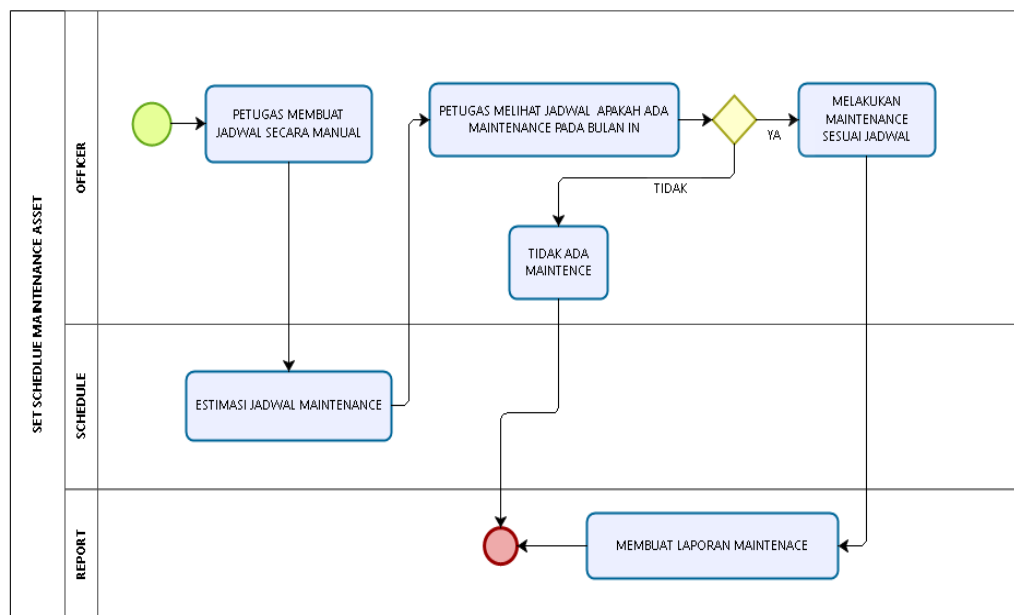 SET SCHEDLUE MAINTENANCE ASSET
OFFICER
PETUGAS MEMBUAT
JADWAL SECARA MANUAL
PETUGAS MELIHAT JADWAL APAKAH ADA
MAINTENANCE PADA BULAN IN
YA
MELAKUKAN
MAINTENANCE
SESUAI JADWAL
TIDAK
TIDAK ADA
MAINTENCE
SCHEDULE
ESTIMASI JADWAL MAINTENANCE
REPORT
MEMBUAT LAPORAN MAINTENACE